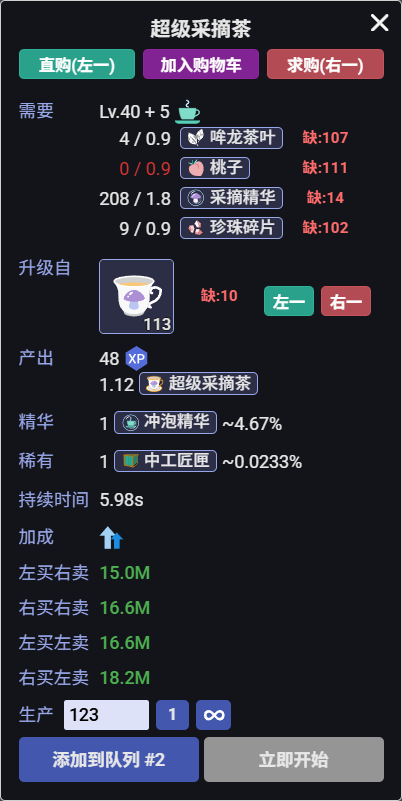 超级采摘茶
直购(左一) 加入购物车 求购(右一)
需要 Lv.40 + 5
4 / 0.9 哞龙茶叶 缺:107
0 / 0.9 桃子 缺:111
208 / 1.8 采摘精华 缺:14
9 / 0.9 珍珠碎片 缺:102
升级自 113 缺:10 左一 右一
产出 48 XP
1.12 超级采摘茶
精华 1 冲泡精华 ~4.67%
稀有 1 中工匠匣 ~0.0233%
持续时间 5.98s
加成
左买右卖 15.0M
右买右卖 16.6M
左买左卖 16.6M
右买左卖 18.2M
生产 123 1 ∞
添加到队列 #2 立即开始